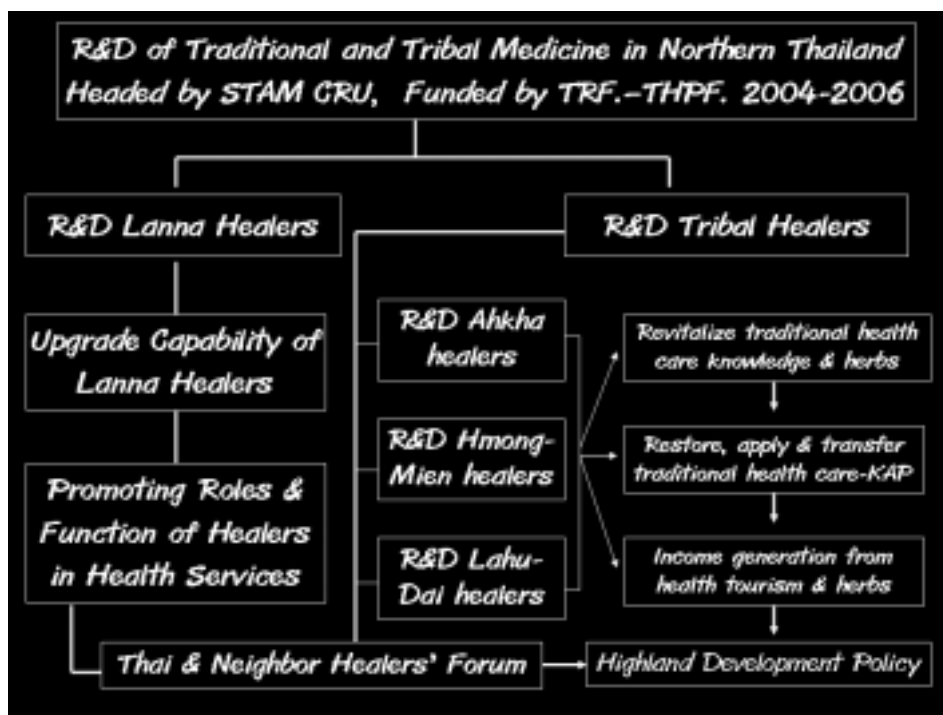 R&D of Traditional and Tribal Medicine in Northern Thailand
Headed by STAM CRU, Funded by TRF.-THPF. 2004-2006
R&D Lanna Healers
R&D Tribal Healers
Upgrade Capability of
Lanna Healers
Promoting Roles &
Function of Healers
in Health Services
R&D Ahkha
healers
R&D Hmong-
Mien healers
R&D Lahu-
Dai healers
Revitalize traditional health
care knowledge & herbs
Restore, apply & transfer
traditional health care-KAP
Income generation from
health tourism & herbs
Thai & Neighbor Healers' Forum
Highland Development Policy